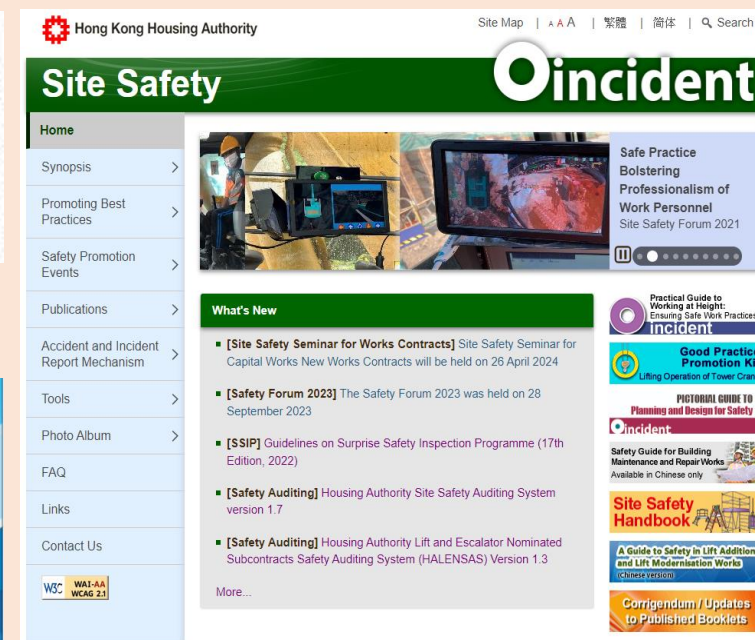 Hong Kong Housing Authority
Site Map | A A A | 繁體 | 简体 | Search
Site Safety
0incident
Home
Synopsis
Promoting Best
Practices
Safety Promotion
Events
Publications
Accident and Incident
Report Mechanism
Tools
Photo Album
FAQ
Links
Contact Us
W3C WAI-AA
WCAG 2.1
Safe Practice
Bolstering
Professionalism of
Work Personnel
Site Safety Forum 2021
What's New
[Site Safety Seminar for Works Contracts] Site Safety Seminar for
Capital Works New Works Contracts will be held on 26 April 2024
[Safety Forum 2023] The Safety Forum 2023 was held on 28
September 2023
[SSIP] Guidelines on Surprise Safety Inspection Programme (17th
Edition, 2022)
[Safety Auditing] Housing Authority Site Safety Auditing System
version 1.7
[Safety Auditing] Housing Authority Lift and Escalator Nominated
Subcontracts Safety Auditing System (HALENSAS) Version 1.3
More...
Practical Guide to
Working at Height:
Ensuring Safe Work Practices
0incident
Good Practice
Promotion Ki
Lifting Operation of Tower Cran
PICTORIAL GUIDE TO
Planning and Design for Safety
0incident
Safety Guide for Building
Maintenance and Repair Works
Available in Chinese only
Site Safety
Handbook
A Guide to Safety in Lift Addition
and Lift Modernisation Works
(Chinese version)
Corrigendum / Updates
to Published Booklets